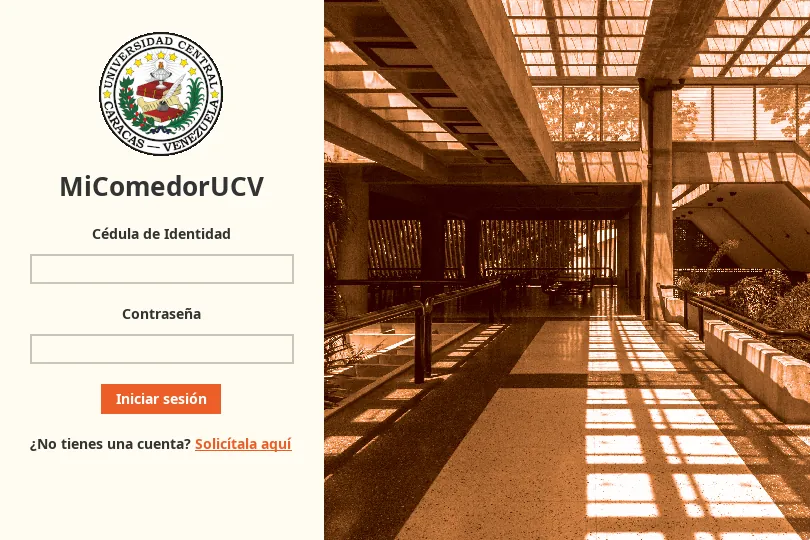 UNIVERSIDAD CENTRAL
CARACAS — VENEZUELA
MiComedorUCV
Cédula de Identidad
Contraseña
Iniciar sesión
¿No tienes una cuenta? Solicítala aquí